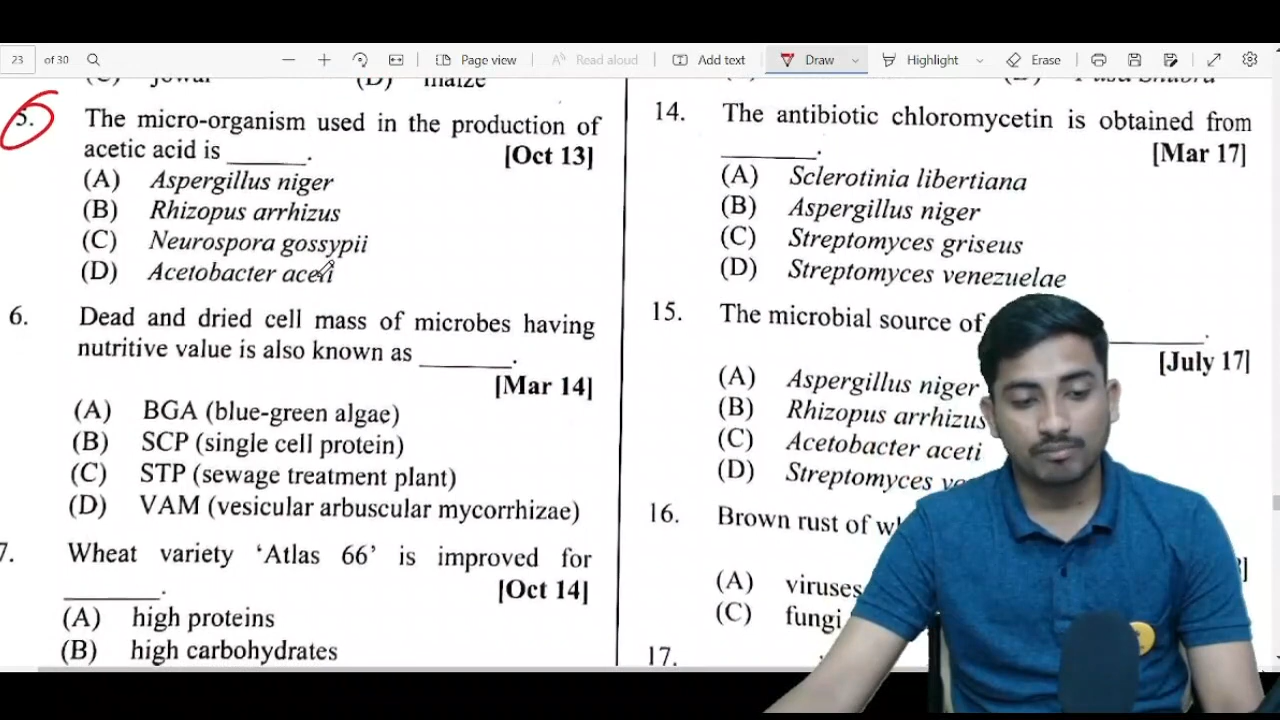 23 of 30 Page view Read aloud Add text Draw Highlight Erase
(D) maize
5. The micro-organism used in the production of
acetic acid is ______. [Oct 13]
(A) Aspergillus niger
(B) Rhizopus arrhizus
(C) Neurospora gossypii
(D) Acetobacter aceti
6. Dead and dried cell mass of microbes having
nutritive value is also known as ______.
[Mar 14]
(A) BGA (blue-green algae)
(B) SCP (single cell protein)
(C) STP (sewage treatment plant)
(D) VAM (vesicular arbuscular mycorrhizae)
7. Wheat variety ‘Atlas 66’ is improved for
______. [Oct 14]
(A) high proteins
(B) high carbohydrates
14. The antibiotic chloromycetin is obtained from
______. [Mar 17]
(A) Sclerotinia libertiana
(B) Aspergillus niger
(C) Streptomyces griseus
(D) Streptomyces venezuelae
15. The microbial source of ______.
[July 17]
(A) Aspergillus niger
(B) Rhizopus arrhizus
(C) Acetobacter aceti
(D) Streptomyces
16. Brown rust of
(A) viruses
(C) fungi
17.